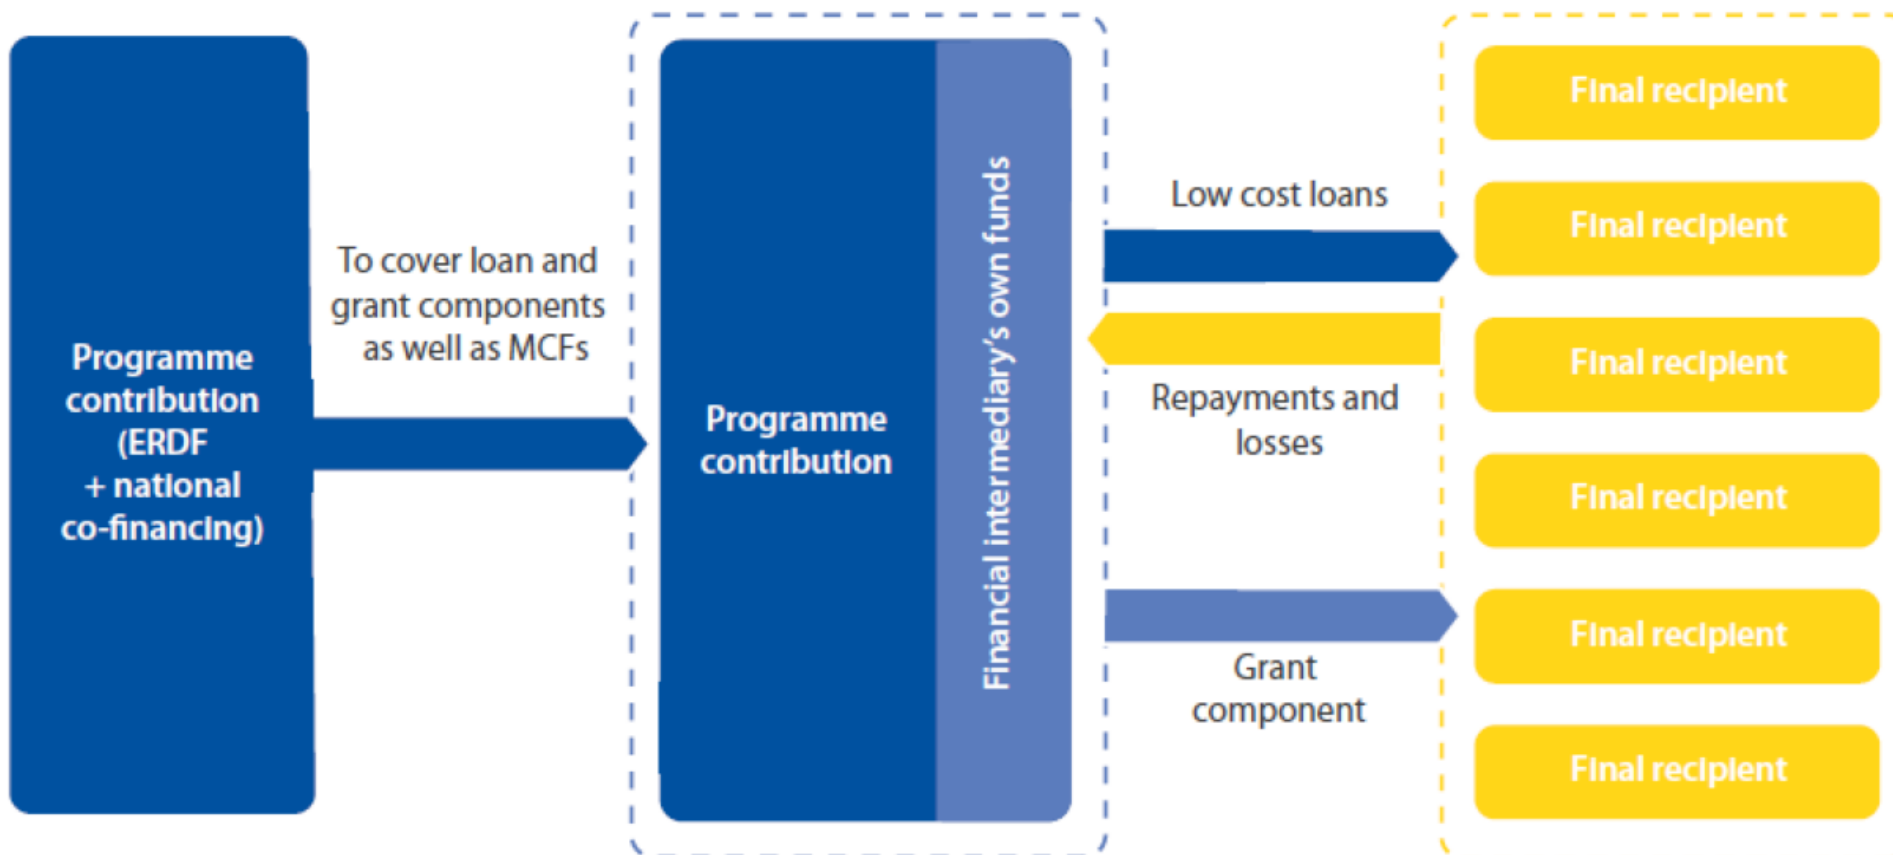 Programme
contribution
(ERDF
+ national
co-financing)
To cover loan and
grant components
as well as MCFs
Programme
contribution
Financial intermediary's own funds
Low cost loans
Repayments and
losses
Grant
component
Final recipient
Final recipient
Final recipient
Final recipient
Final recipient
Final recipient